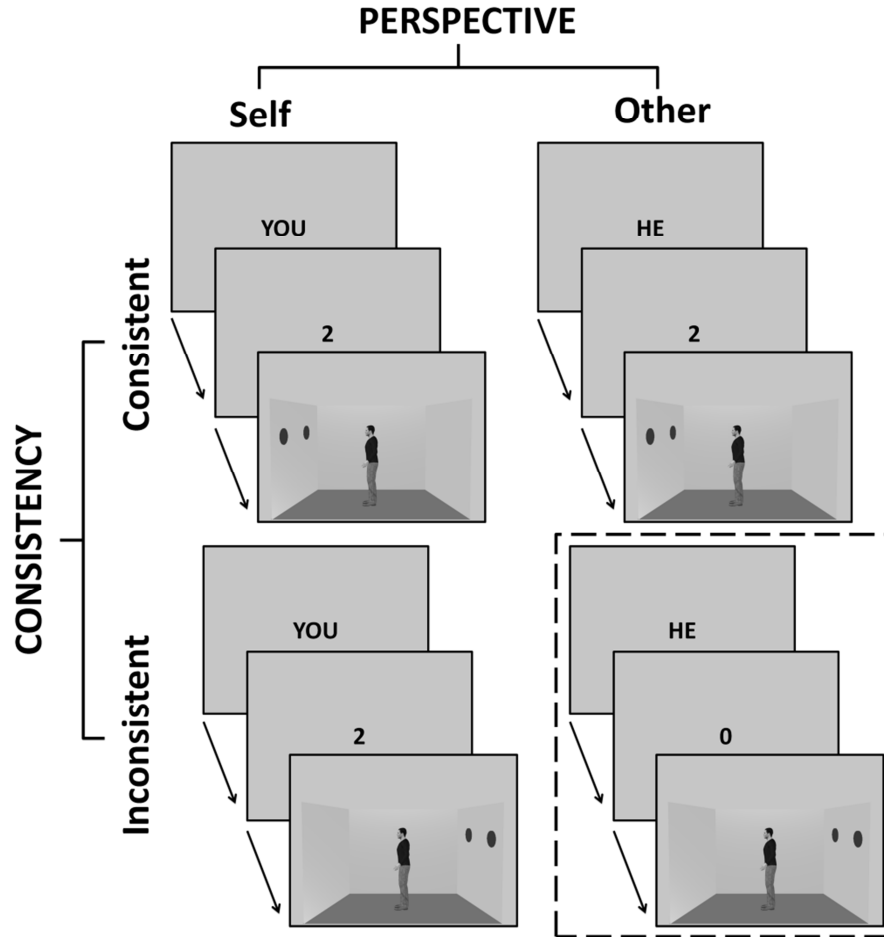 PERSPECTIVE
Self
Other
CONSISTENCY
Consistent
YOU
2
HE
2
Inconsistent
YOU
2
HE
0